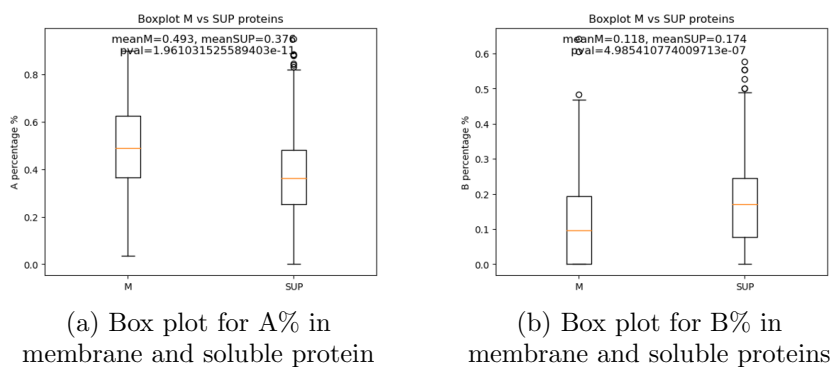 Boxplot M vs SUP proteins
meanM=0.493, meanSUP=0.376
pval=1.961031525589403e-11
A percentage %
0.8
0.6
0.4
0.2
0.0
M SUP
(a) Box plot for A% in
membrane and soluble protein
Boxplot M vs SUP proteins
meanM=0.118, meanSUP=0.174
pval=4.985410774009713e-07
B percentage %
0.6
0.5
0.4
0.3
0.2
0.1
0.0
M SUP
(b) Box plot for B% in
membrane and soluble proteins